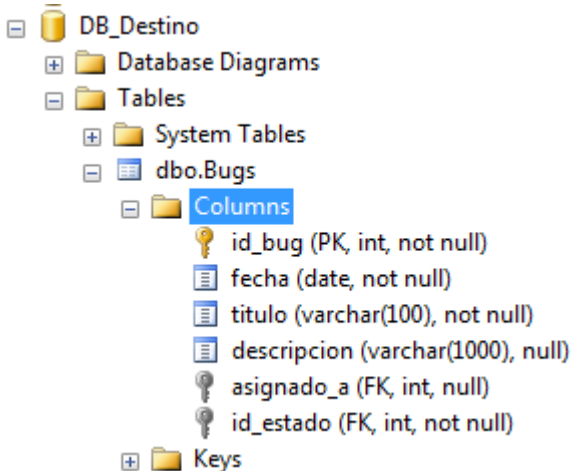 DB_Destino
Database Diagrams
Tables
System Tables
dbo.Bugs
Columns
id_bug (PK, int, not null)
fecha (date, not null)
titulo (varchar(100), not null)
descripcion (varchar(1000), null)
asignado_a (FK, int, null)
id_estado (FK, int, not null)
Keys